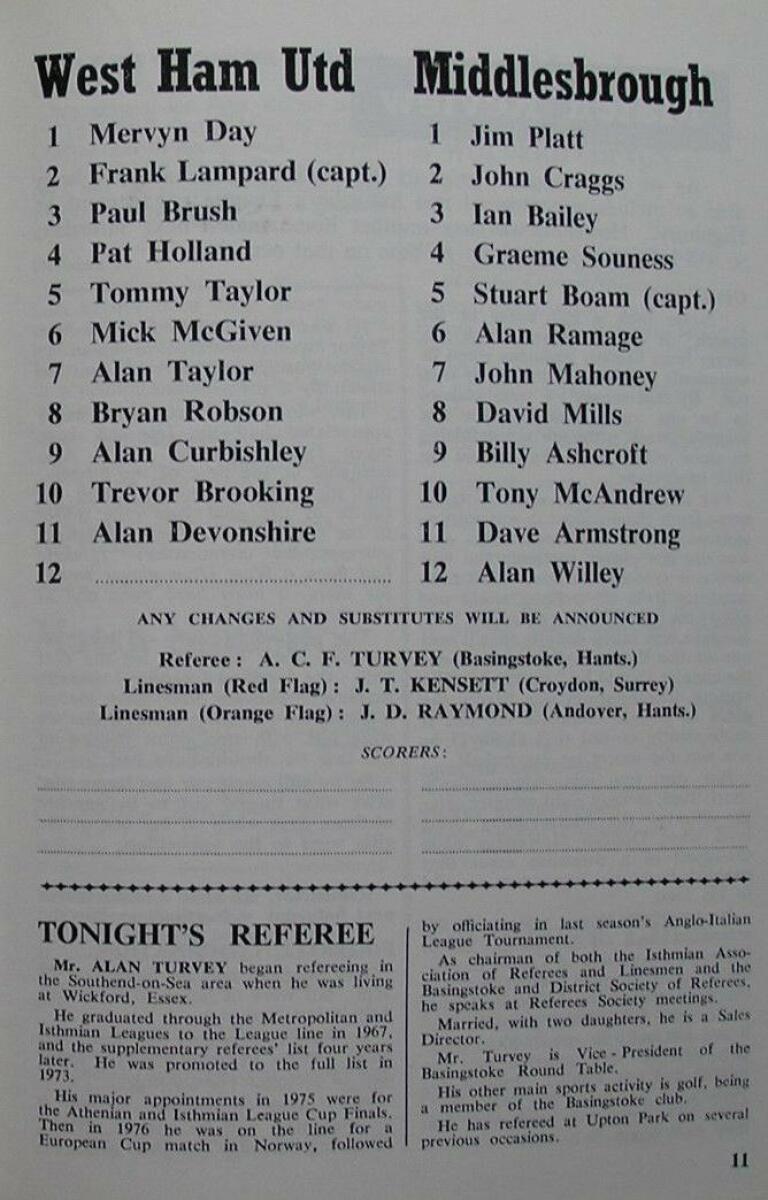 West Ham Utd
1 Mervyn Day
2 Frank Lampard (capt.)
3 Paul Brush
4 Pat Holland
5 Tommy Taylor
6 Mick McGiven
7 Alan Taylor
8 Bryan Robson
9 Alan Curbishley
10 Trevor Brooking
11 Alan Devonshire
12 ..........
Middlesbrough
1 Jim Platt
2 John Craggs
3 Ian Bailey
4 Graeme Souness
5 Stuart Boam (capt.)
6 Alan Ramage
7 John Mahoney
8 David Mills
9 Billy Ashcroft
10 Tony McAndrew
11 Dave Armstrong
12 Alan Willey
ANY CHANGES AND SUBSTITUTES WILL BE ANNOUNCED
Referee : A. C. F. TURVEY (Basingstoke, Hants.)
Linesman (Red Flag) : J. T. KENSETT (Croydon, Surrey)
Linesman (Orange Flag) : J. D. RAYMOND (Andover, Hants.)
SCORERS :
TONIGHT'S REFEREE
Mr. ALAN TURVEY began refereeing in
the Southend-on-Sea area when he was living
at Wickford, Essex.
He graduated through the Metropolitan and
Isthmian Leagues to the League line in 1967,
and the supplementary referees' list four years
later. He was promoted to the full list in
1973.
His major appointments in 1975 were for
the Athenian and Isthmian League Cup Finals.
Then in 1976 he was on the line for a
European Cup match in Norway, followed
by officiating in last season's Anglo-Italian
League Tournament.
As chairman of both the Isthmian Asso-
ciation of Referees and Linesmen and the
Basingstoke and District Society of Referees,
he speaks at Referees Society meetings.
Married, with two daughters, he is a Sales
Director.
Mr. Turvey is Vice-President of the
Basingstoke Round Table.
His other main sports activity is golf, being
a member of the Basingstoke club.
He has refereed at Upton Park on several
previous occasions.
11